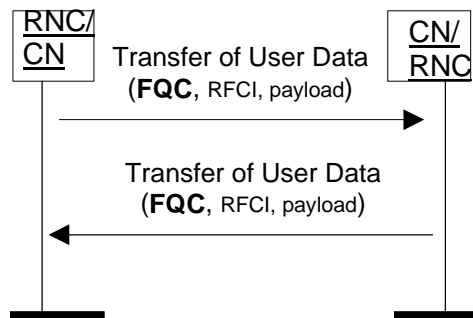 RNC/
CN
CN/
RNC
Transfer of User Data
(FQC, RFCI, payload)
Transfer of User Data
(FQC, RFCI, payload)